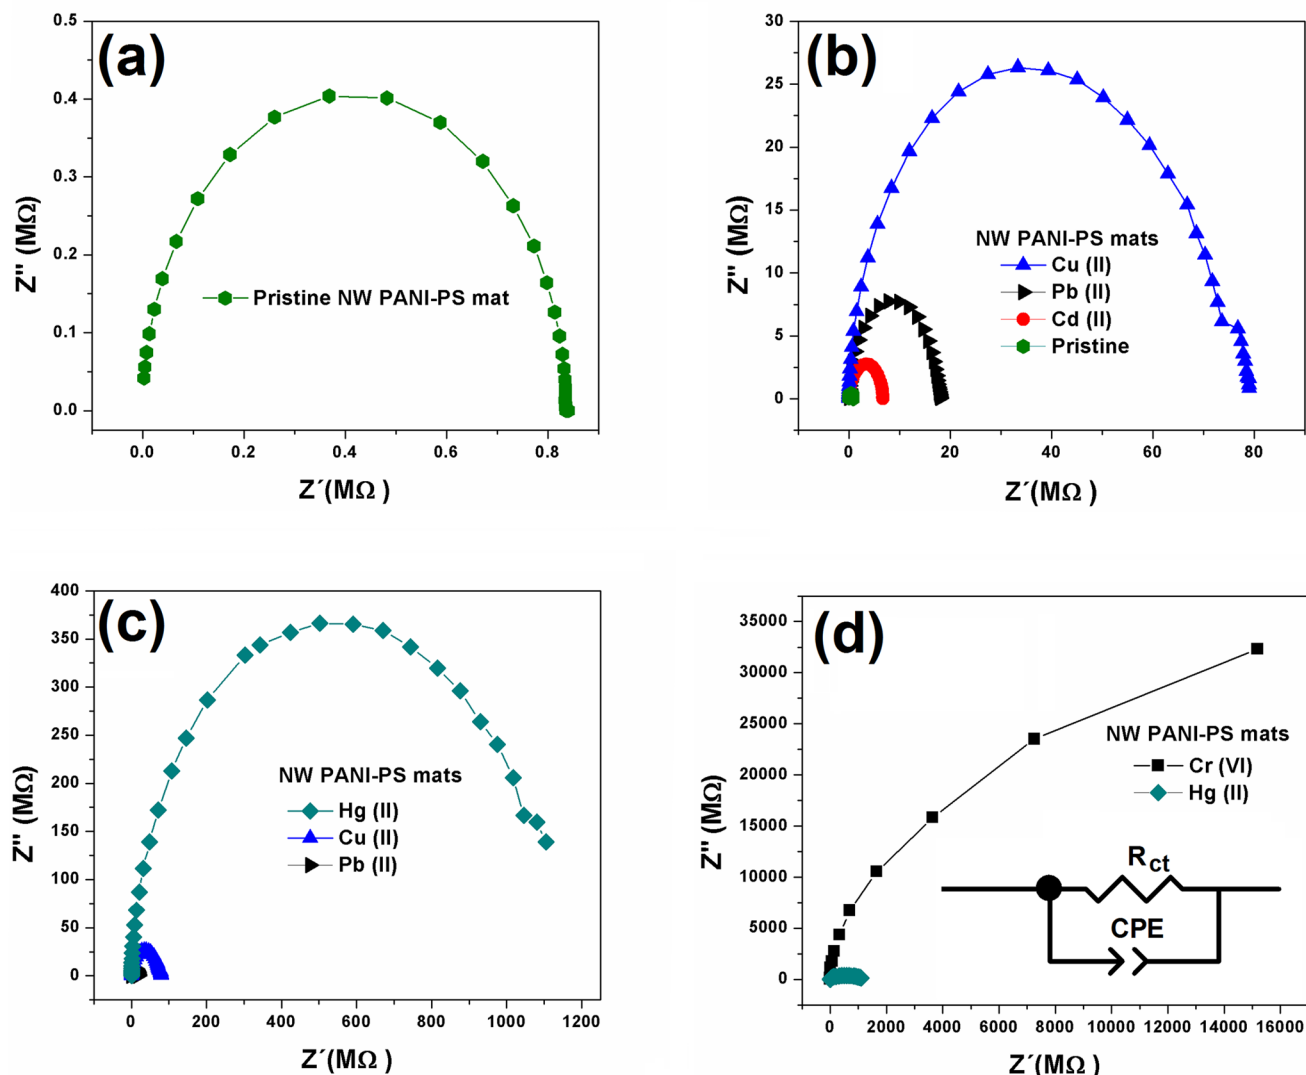 (a)
0.5
0.4
0.3
0.2
0.1
0.0
Z'' (MΩ)
Pristine NW PANI-PS mat
0.0 0.2 0.4 0.6 0.8
Z´(MΩ )
(b)
30
25
20
15
10
5
0
Z'' (MΩ)
NW PANI-PS mats
Cu (II)
Pb (II)
Cd (II)
Pristine
0 20 40 60 80
Z´(MΩ )
(c)
400
350
300
250
200
150
100
50
0
Z'' (MΩ)
NW PANI-PS mats
Hg (II)
Cu (II)
Pb (II)
0 200 400 600 800 1000 1200
Z´(MΩ )
(d)
35000
30000
25000
20000
15000
10000
5000
0
Z'' (MΩ)
NW PANI-PS mats
Cr (VI)
Hg (II)
Rct
CPE
0 2000 4000 6000 8000 10000 12000 14000 16000
Z´(MΩ )